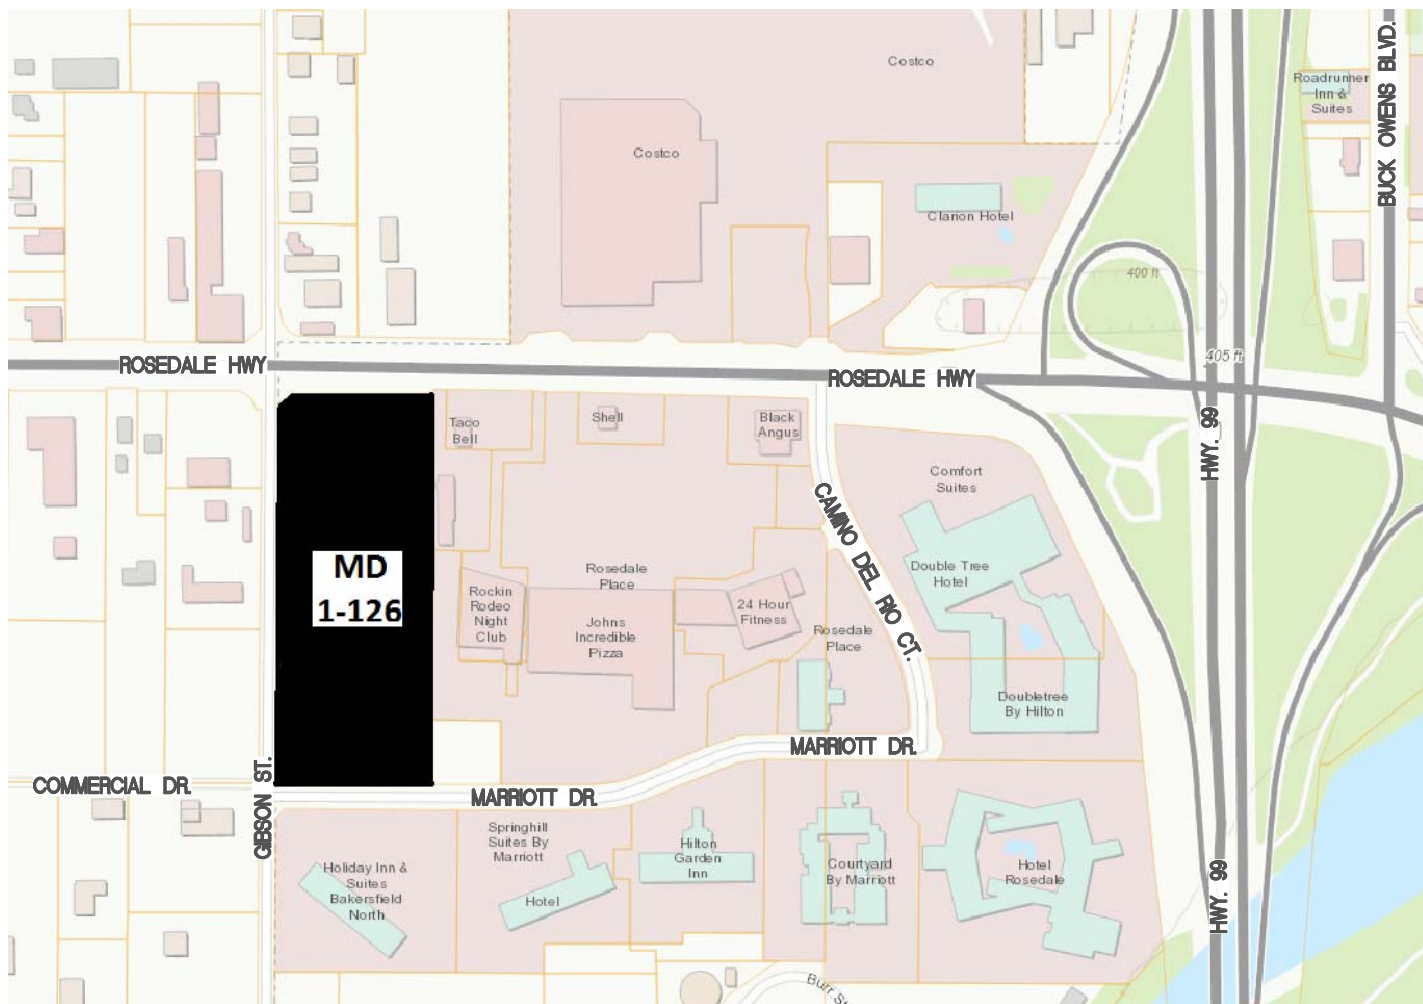 Costco
Costco
Roadrunner
Inn &
Suites
BUCK OWENS BLVD.
Clarion Hotel
400 ft
405 ft
ROSEDALE HWY
ROSEDALE HWY
HWY. 99
Taco
Bell
Shell
Black
Angus
Comfort
Suites
CAMINO DEL RIO CT.
MD
1-126
Rosedale
Place
Double Tree
Hotel
Rockin
Rodeo
Night
Club
Johns
Incredible
Pizza
24 Hour
Fitness
Rosedale
Place
Doubletree
By Hilton
MARRIOTT DR.
COMMERCIAL DR.
GIBSON ST.
MARRIOTT DR.
Holiday Inn &
Suites
Bakersfield
North
Springhill
Suites By
Marriott
Hotel
Hilton
Garden
Inn
Courtyard
By Marriott
Hotel
Rosedale
HWY. 99
Burr St